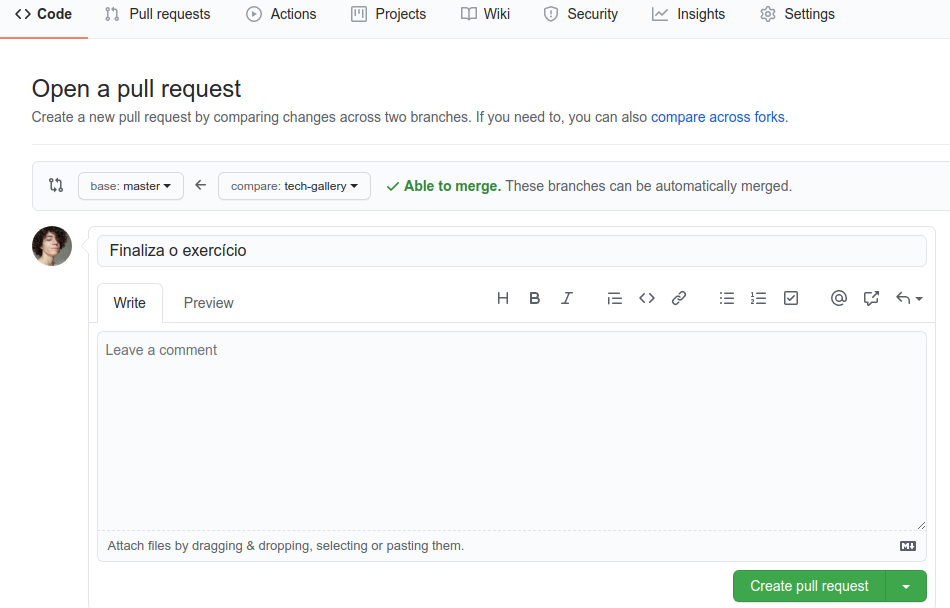 Code Pull requests Actions Projects Wiki Security Insights Settings
Open a pull request
Create a new pull request by comparing changes across two branches. If you need to, you can also compare across forks.
base: master compare: tech-gallery Able to merge. These branches can be automatically merged.
Finaliza o exercício
Write Preview
Leave a comment
Attach files by dragging & dropping, selecting or pasting them.
Create pull request